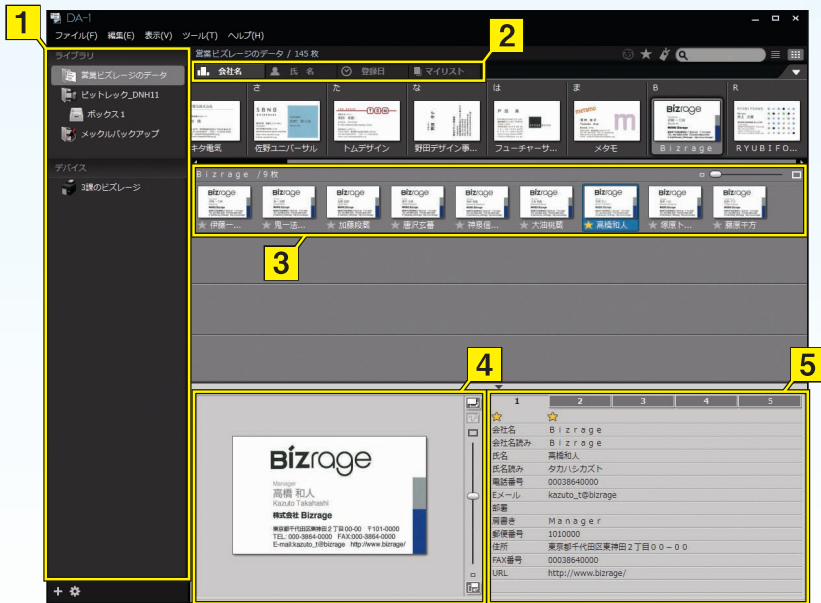 1
DA-1
ファイル(F) 編集(E) 表示(V) ツール(T) ヘルプ(H)
ライブラリ
営業ビズレージのデータ
ピットレック_DNH11
ボックス1
メックルバックアップ
デバイス
3課のビズレージ
営業ビズレージのデータ / 145 枚
2
会社名 氏 名 登録日 マイリスト
さ た な は ま B R
キタ電気 佐野ユニバーサル トムデザイン 野田デザイン事... フューチャーサ... メタモ Bizrage RYUBIFO...
Bizrage /9枚
伊藤一... 鬼一法... 加藤段蔵 唐沢玄蕃 神泉信... 大油桃蔵 高橋和人 塚原ト... 藤原千方
3
4
Bizrage
Manager
高橋 和人
Kazuto Takahashi
株式会社 Bizrage
東京都千代田区東神田2丁目00-00 〒101-0000
TEL: 000-3864-0000 FAX:000-3864-0000
E-mail:kazuto_t@bizrage http://www.bizrage/
5
1 2 3 4 5
会社名 Bizrage
会社名読み Bizrage
氏名 高橋和人
氏名読み タカハシカズト
電話番号 00038640000
Eメール kazuto_t@bizrage
部署
肩書き Manager
郵便番号 1010000
住所 東京都千代田区東神田2丁目00-00
FAX番号 00038640000
URL http://www.bizrage/